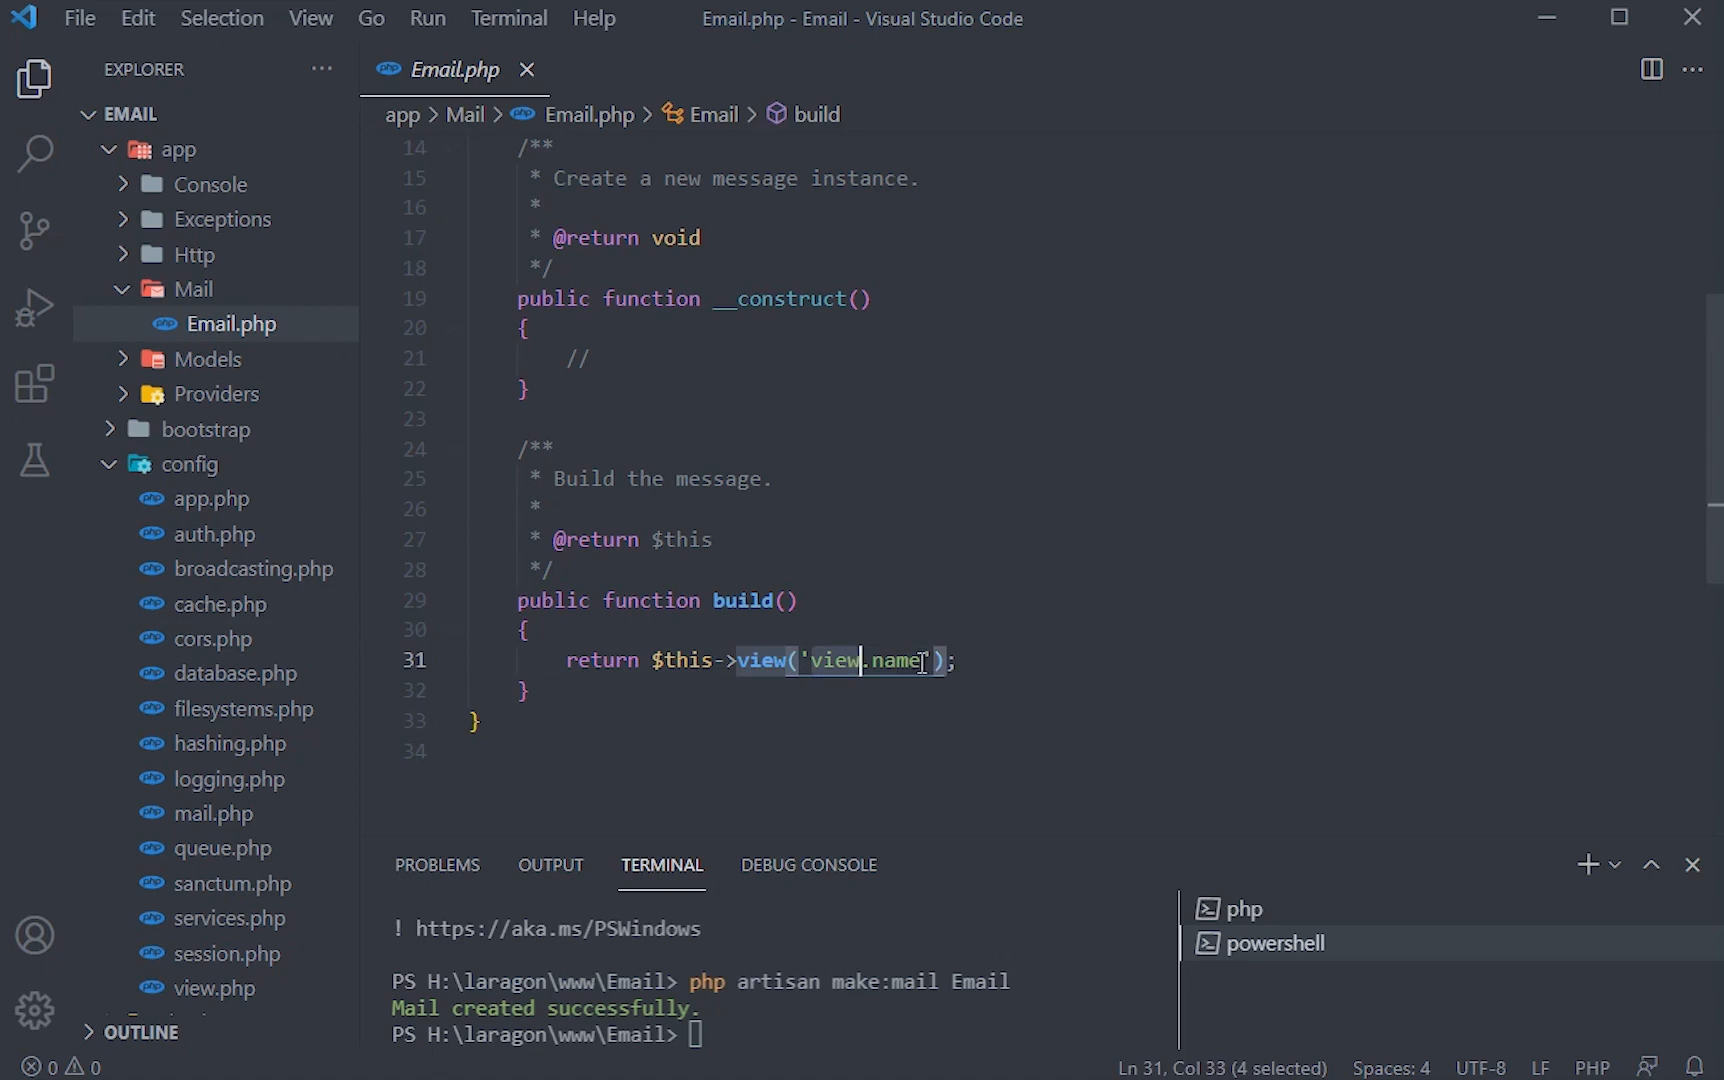 File Edit Selection View Go Run Terminal Help Email.php - Email - Visual Studio Code
EXPLORER
EMAIL
app
Console
Exceptions
Http
Mail
Email.php
Models
Providers
bootstrap
config
app.php
auth.php
broadcasting.php
cache.php
cors.php
database.php
filesystems.php
hashing.php
logging.php
mail.php
queue.php
sanctum.php
services.php
session.php
view.php
OUTLINE
php Email.php
app > Mail > php Email.php > Email > build
14 /**
15 * Create a new message instance.
16 *
17 * @return void
18 */
19 public function __construct()
20 {
21 //
22 }
23
24 /**
25 * Build the message.
26 *
27 * @return $this
28 */
29 public function build()
30 {
31 return $this->view('view.name');
32 }
33 }
34
PROBLEMS OUTPUT TERMINAL DEBUG CONSOLE
! https://aka.ms/PSWindows
PS H:\laragon\www\Email> php artisan make:mail Email
Mail created successfully.
PS H:\laragon\www\Email>
php
powershell
0 0 Ln 31, Col 33 (4 selected) Spaces: 4 UTF-8 LF PHP